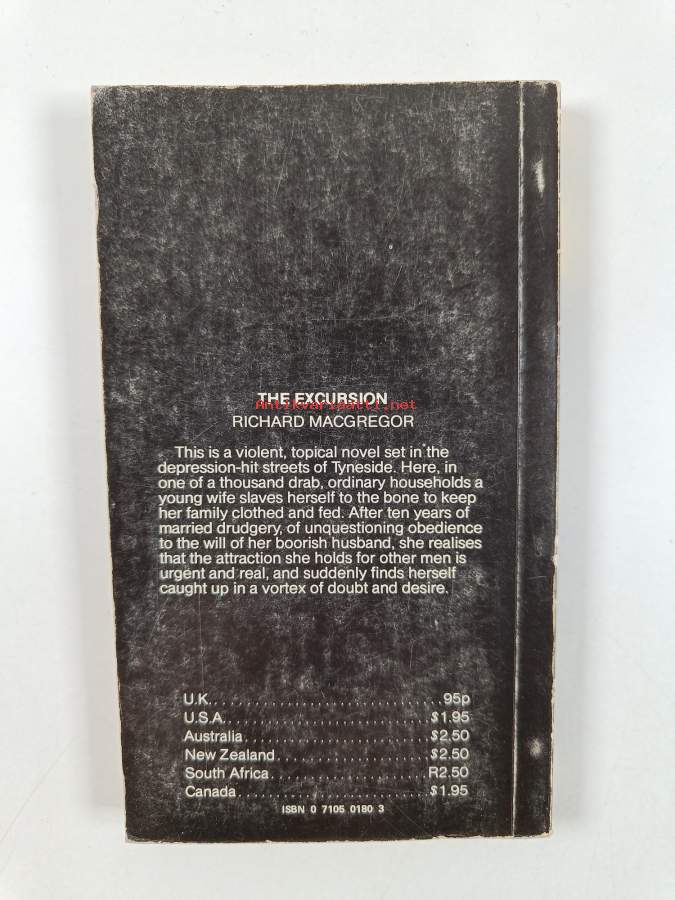 THE EXCURSION
Antikvariaatti.net
RICHARD MACGREGOR
This is a violent, topical novel set in the
depression-hit streets of Tyneside. Here, in
one of a thousand drab, ordinary households a
young wife slaves herself to the bone to keep
her family clothed and fed. After ten years of
married drudgery, of unquestioning obedience
to the will of her boorish husband, she realises
that the attraction she holds for other men is
urgent and real, and suddenly finds herself
caught up in a vortex of doubt and desire.
U.K. 95p
U.S.A. $1.95
Australia $2.50
New Zealand $2.50
South Africa R2.50
Canada $1.95
ISBN 0 7105 0180 3